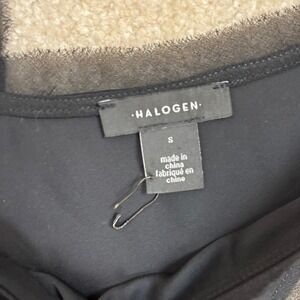 ·HALOGEN·
S
made in
china
fabriqué en
chine